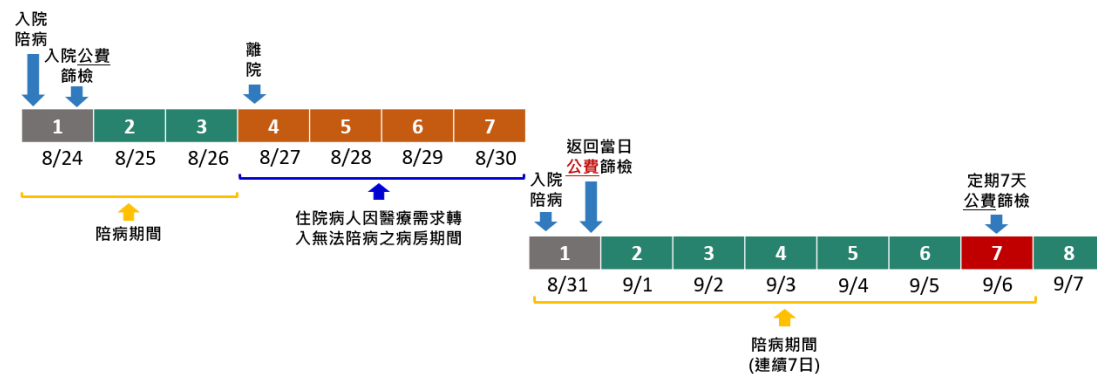 入院
陪病
入院公費
篩檢
離
院
1 2 3 4 5 6 7
8/24 8/25 8/26 8/27 8/28 8/29 8/30
陪病期間
住院病人因醫療需求轉
入無法陪病之病房期間
入院
陪病
返回當日
公費篩檢
定期7天
公費篩檢
1 2 3 4 5 6 7 8
8/31 9/1 9/2 9/3 9/4 9/5 9/6 9/7
陪病期間
(連續7日)